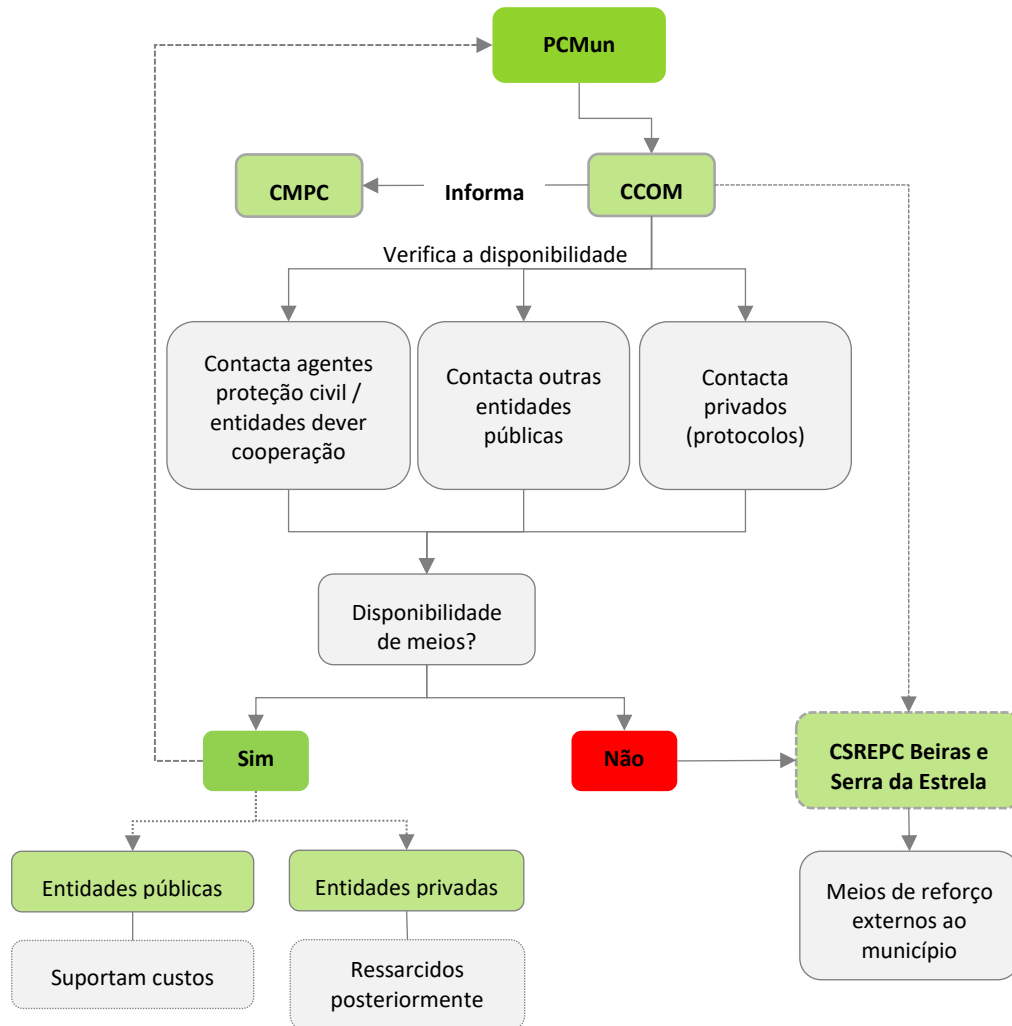 PCMun
CMPC
Informa
CCOM
Verifica a disponibilidade
Contacta agentes
proteção civil /
entidades dever
cooperação
Contacta outras
entidades
públicas
Contacta
privados
(protocolos)
Disponibilidade
de meios?
Sim
Não
CSREPC Beiras e
Serra da Estrela
Entidades públicas
Entidades privadas
Meios de reforço
externos ao
município
Suportam custos
Ressarcidos
posteriormente